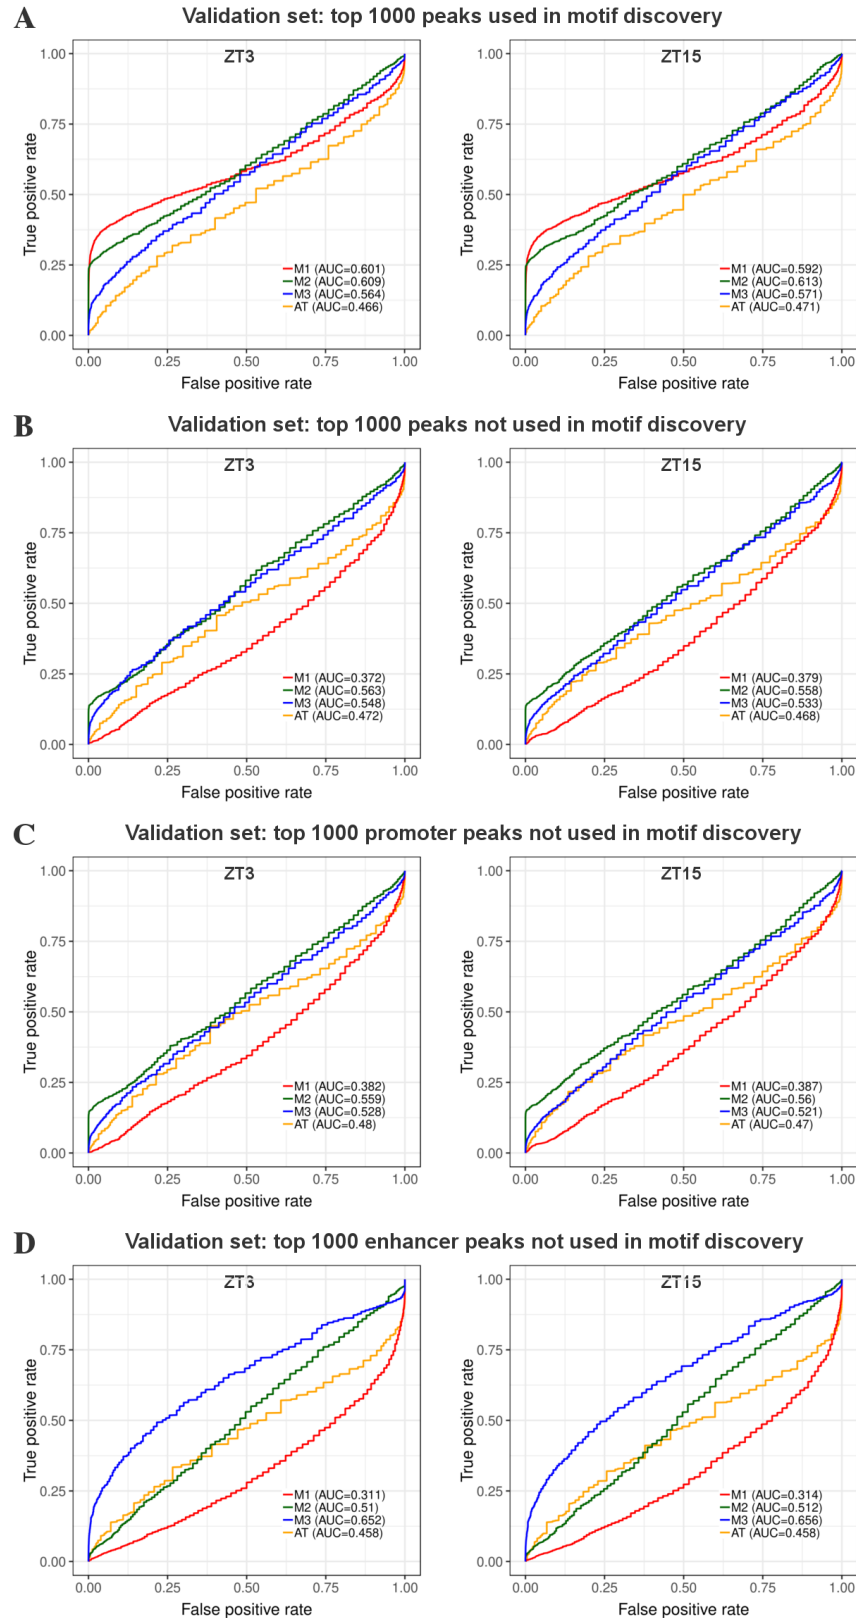 A Validation set: top 1000 peaks used in motif discovery
ZT3
1.00
0.75
0.50
0.25
0.00
True positive rate
M1 (AUC=0.601)
M2 (AUC=0.609)
M3 (AUC=0.564)
AT (AUC=0.466)
0.00 0.25 0.50 0.75 1.00
False positive rate
ZT15
1.00
0.75
0.50
0.25
0.00
True positive rate
M1 (AUC=0.592)
M2 (AUC=0.613)
M3 (AUC=0.571)
AT (AUC=0.471)
0.00 0.25 0.50 0.75 1.00
False positive rate
B Validation set: top 1000 peaks not used in motif discovery
ZT3
1.00
0.75
0.50
0.25
0.00
True positive rate
M1 (AUC=0.372)
M2 (AUC=0.563)
M3 (AUC=0.548)
AT (AUC=0.472)
0.00 0.25 0.50 0.75 1.00
False positive rate
ZT15
1.00
0.75
0.50
0.25
0.00
True positive rate
M1 (AUC=0.379)
M2 (AUC=0.558)
M3 (AUC=0.533)
AT (AUC=0.468)
0.00 0.25 0.50 0.75 1.00
False positive rate
C Validation set: top 1000 promoter peaks not used in motif discovery
ZT3
1.00
0.75
0.50
0.25
0.00
True positive rate
M1 (AUC=0.382)
M2 (AUC=0.559)
M3 (AUC=0.528)
AT (AUC=0.48)
0.00 0.25 0.50 0.75 1.00
False positive rate
ZT15
1.00
0.75
0.50
0.25
0.00
True positive rate
M1 (AUC=0.387)
M2 (AUC=0.56)
M3 (AUC=0.521)
AT (AUC=0.47)
0.00 0.25 0.50 0.75 1.00
False positive rate
D Validation set: top 1000 enhancer peaks not used in motif discovery
ZT3
1.00
0.75
0.50
0.25
0.00
True positive rate
M1 (AUC=0.311)
M2 (AUC=0.51)
M3 (AUC=0.652)
AT (AUC=0.458)
0.00 0.25 0.50 0.75 1.00
False positive rate
ZT15
1.00
0.75
0.50
0.25
0.00
True positive rate
M1 (AUC=0.314)
M2 (AUC=0.512)
M3 (AUC=0.656)
AT (AUC=0.458)
0.00 0.25 0.50 0.75 1.00
False positive rate